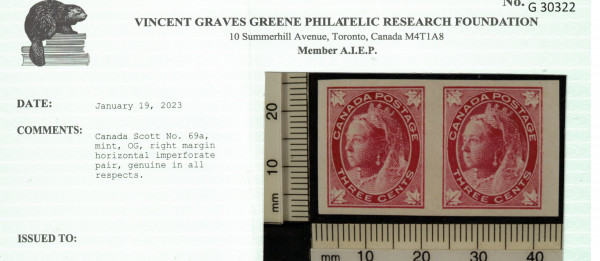 No. G 30322
VINCENT GRAVES GREENE PHILATELIC RESEARCH FOUNDATION
10 Summerhill Avenue, Toronto, Canada M4T1A8
Member A.I.E.P.
DATE: January 19, 2023
COMMENTS: Canada Scott No. 69a,
mint, OG, right margin
horizontal imperforate
pair, genuine in all
respects.
ISSUED TO:
20
10
mm
CANADA POSTAGE
THREE CENTS
CANADA POSTAGE
THREE CENTS
mm 10 20 30 40